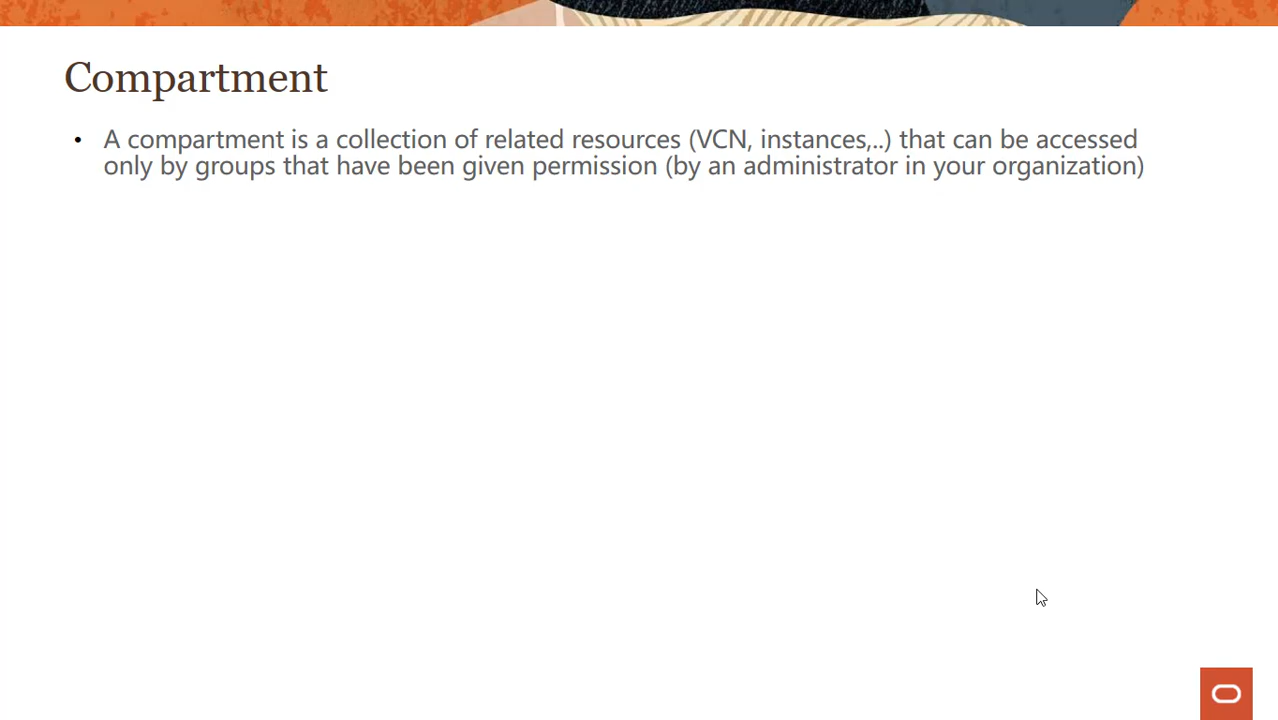 Compartment
• A compartment is a collection of related resources (VCN, instances,..) that can be accessed
only by groups that have been given permission (by an administrator in your organization)